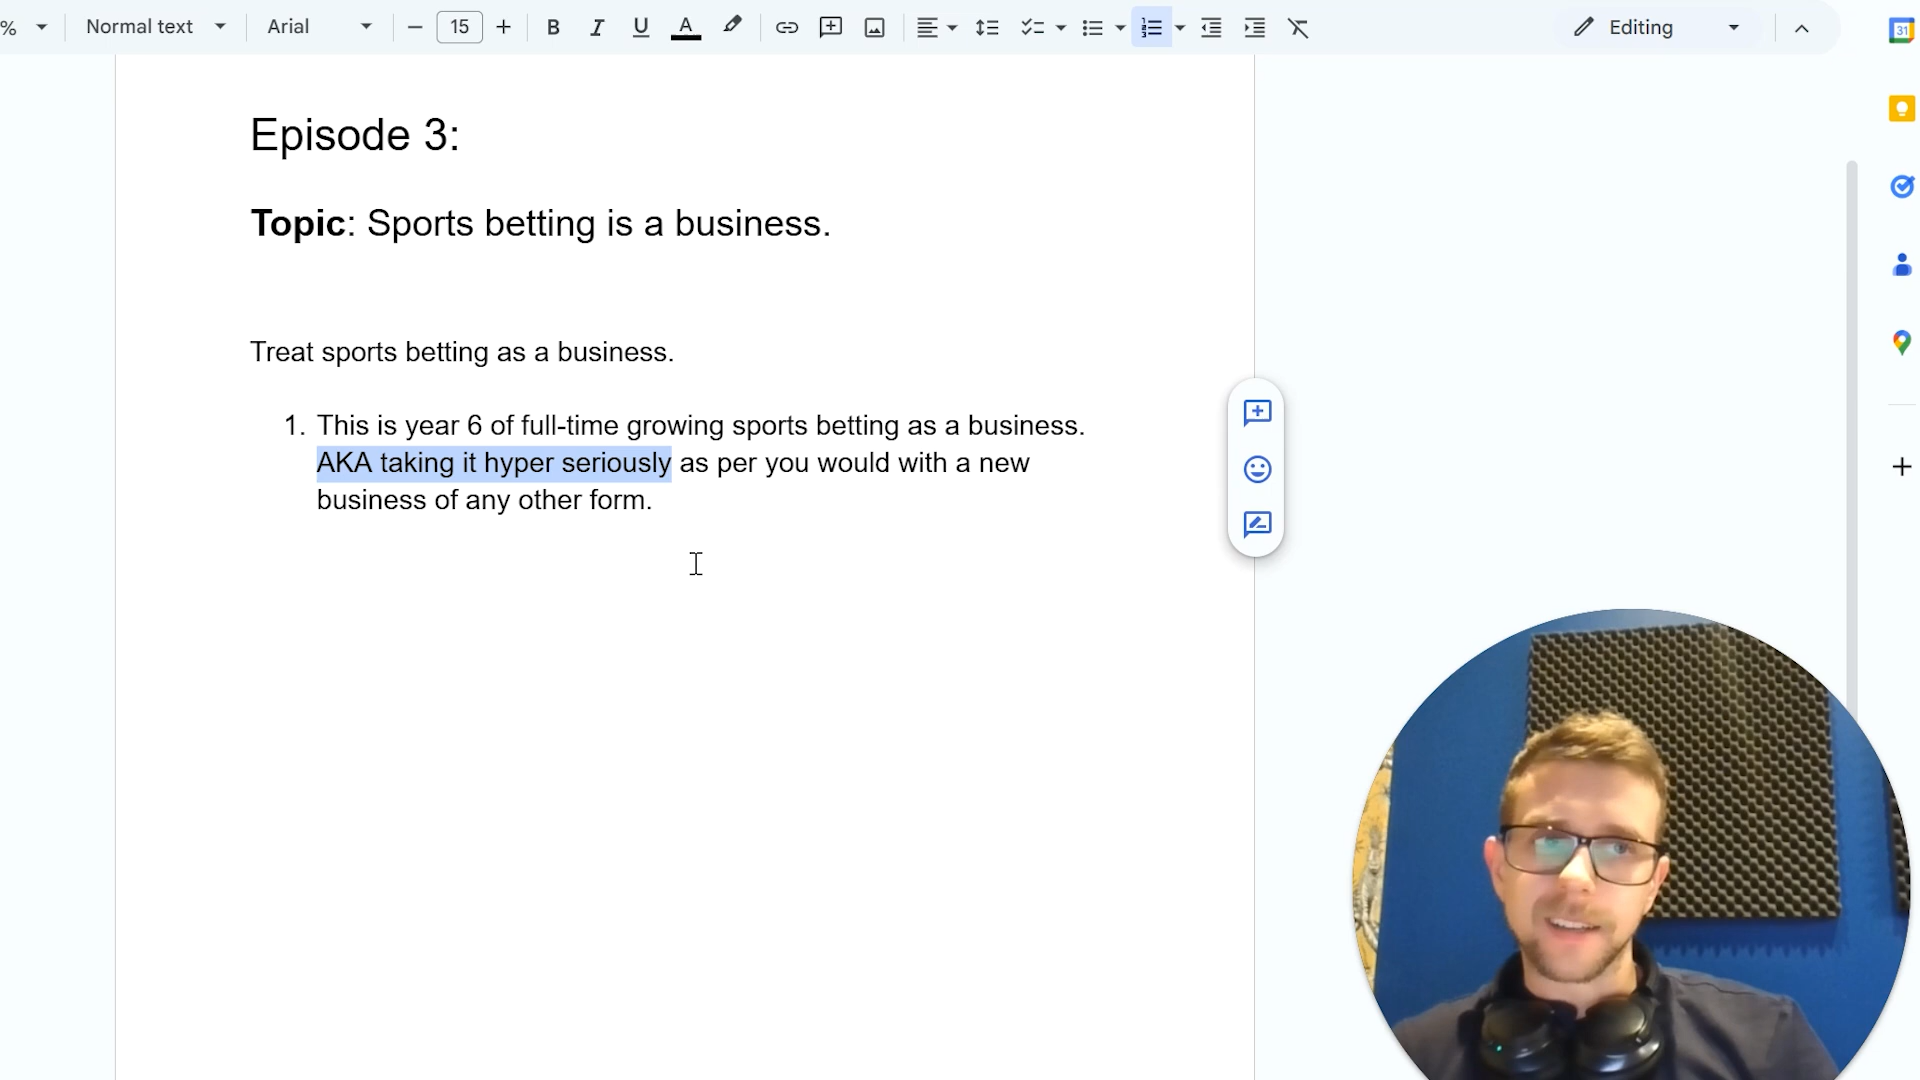 % Normal text Arial 15 B I U A Editing
31
Episode 3:
Topic: Sports betting is a business.
Treat sports betting as a business.
1. This is year 6 of full-time growing sports betting as a business.
AKA taking it hyper seriously as per you would with a new
business of any other form.